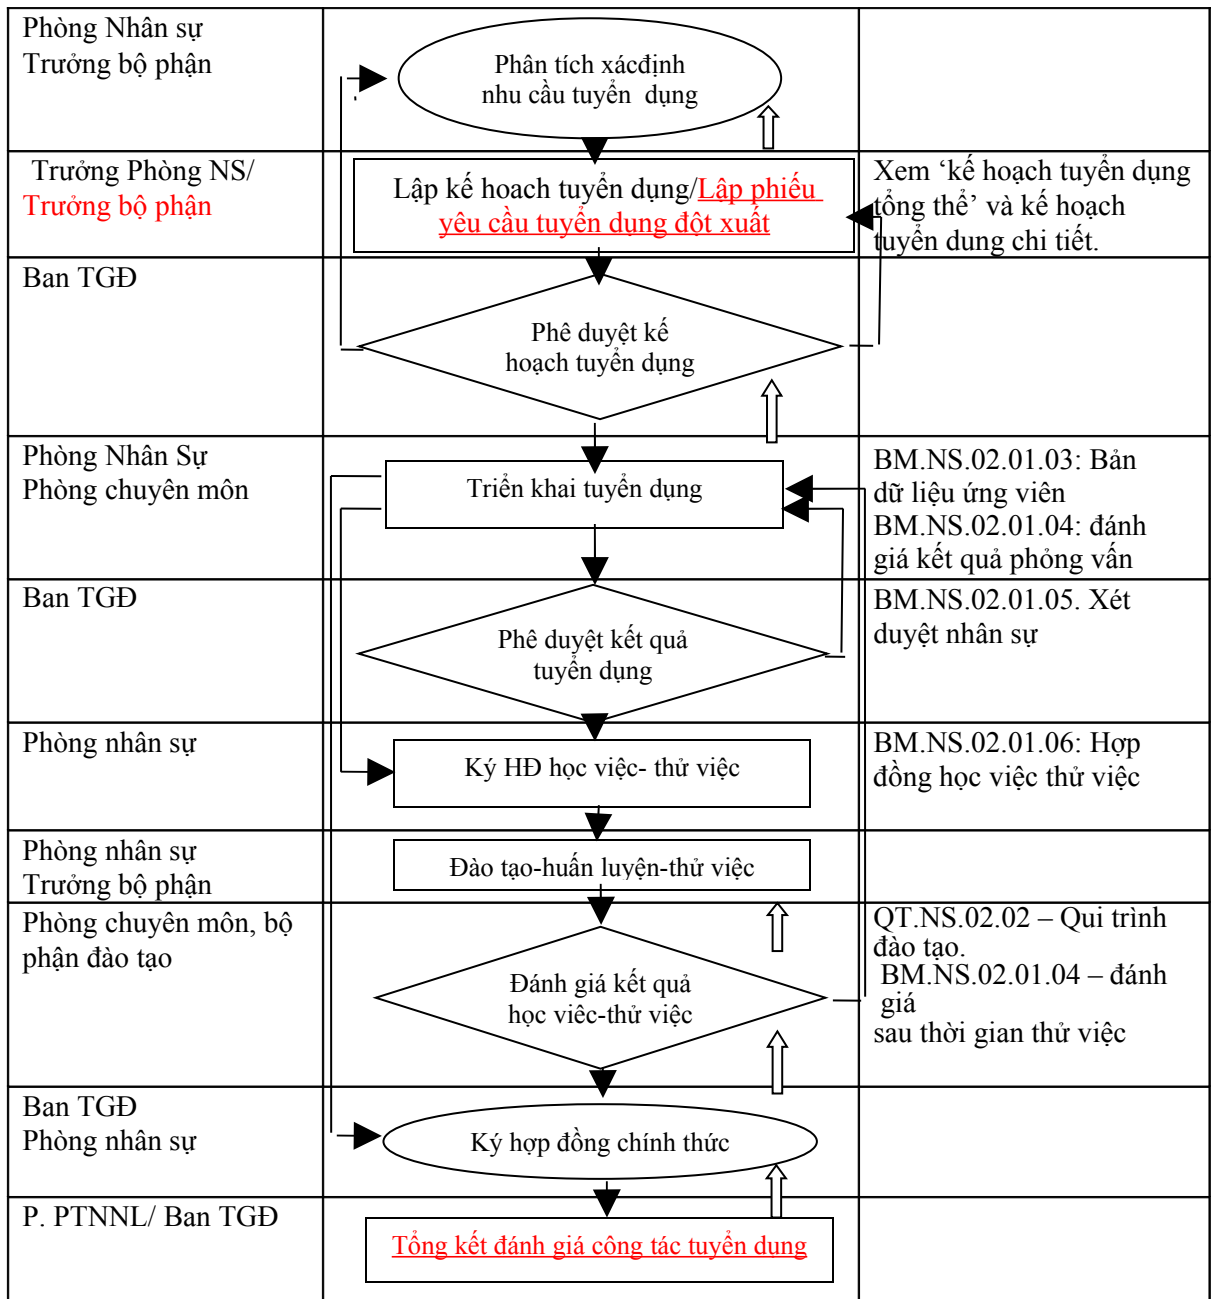 Phòng Nhân sự
Trưởng bộ phận
Phân tích xácđịnh
nhu cầu tuyển dụng
Trưởng Phòng NS/
Trưởng bộ phận
Lập kế hoach tuyển dụng/Lập phiếu
yêu cầu tuyển dụng đột xuất
Xem ‘kế hoạch tuyển dụng
tổng thể’ và kế hoạch
tuyển dung chi tiết.
Ban TGĐ
Phê duyệt kế
hoạch tuyển dụng
Phòng Nhân Sự
Phòng chuyên môn
Triển khai tuyển dụng
BM.NS.02.01.03: Bản
dữ liệu ứng viên
BM.NS.02.01.04: đánh
giá kết quả phỏng vấn
Ban TGĐ
Phê duyệt kết quả
tuyển dụng
BM.NS.02.01.05. Xét
duyệt nhân sự
Phòng nhân sự
Ký HĐ học việc- thử việc
BM.NS.02.01.06: Hợp
đồng học việc thử việc
Phòng nhân sự
Trưởng bộ phận
Đào tạo-huấn luyện-thử việc
Phòng chuyên môn, bộ
phận đào tạo
Đánh giá kết quả
học viêc-thử việc
QT.NS.02.02 – Qui trình
đào tạo.
BM.NS.02.01.04 – đánh
giá
sau thời gian thử việc
Ban TGĐ
Phòng nhân sự
Ký hợp đồng chính thức
P. PTNNL/ Ban TGĐ
Tổng kết đánh giá công tác tuyển dụng